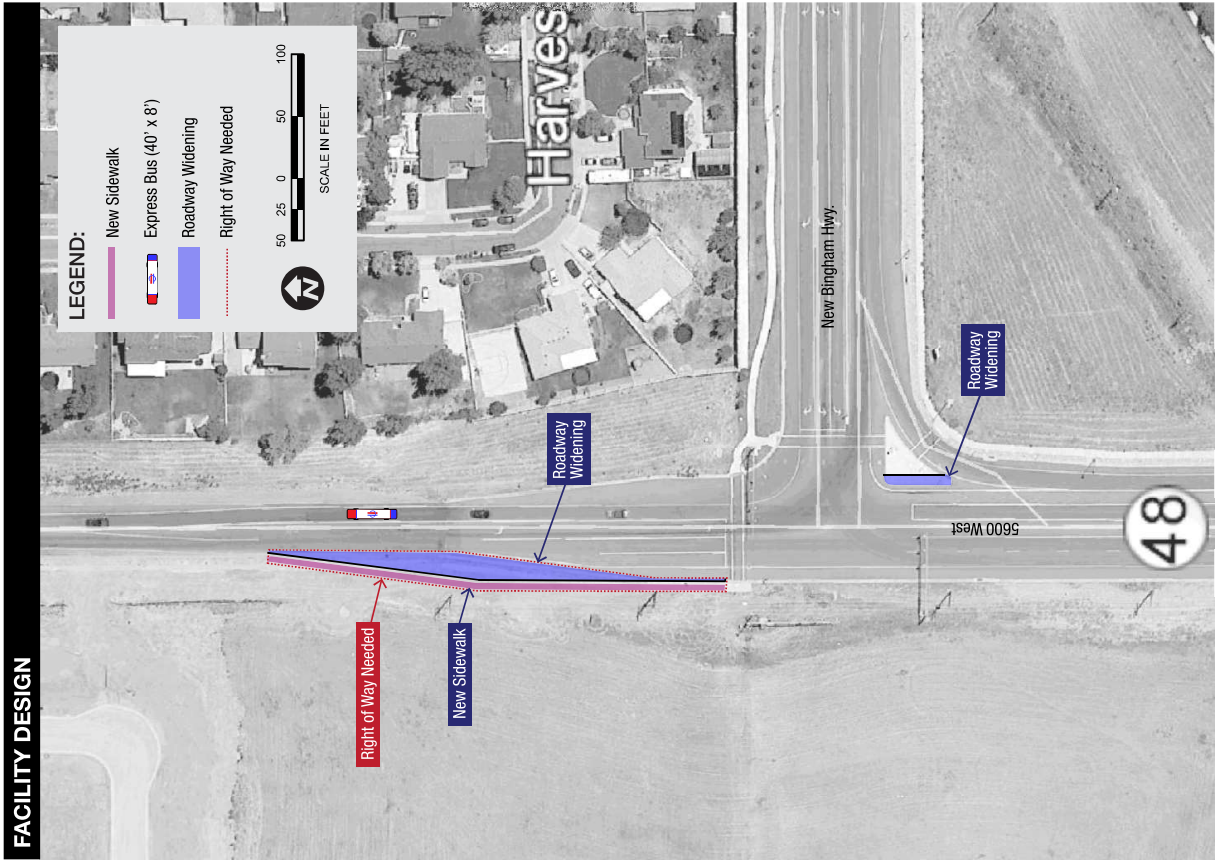 FACILITY DESIGN
LEGEND:
New Sidewalk
Express Bus (40' x 8')
Roadway Widening
Right of Way Needed
N
50 25 0 50 100
SCALE IN FEET
Harves
New Bingham Hwy.
Roadway
Widening
Roadway
Widening
5600 West
48
Right of Way Needed
New Sidewalk